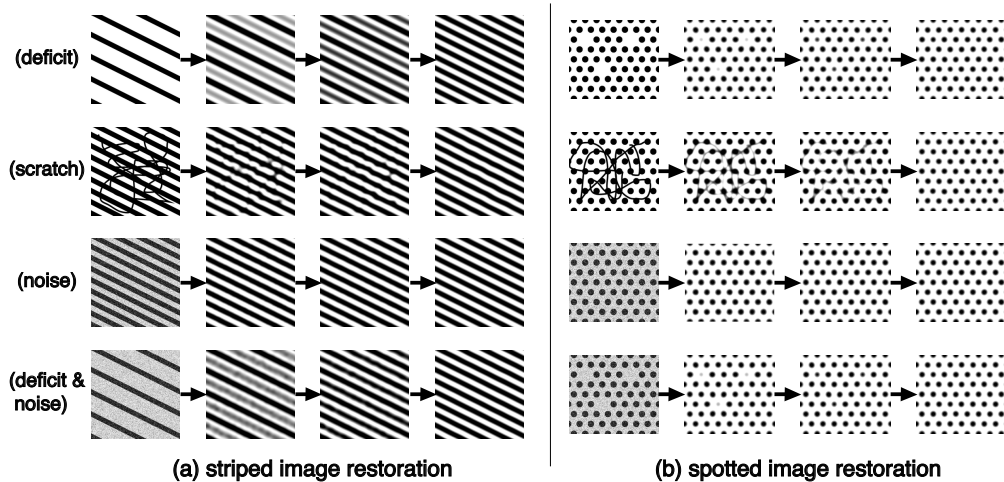 (deficit)
(scratch)
(noise)
(deficit &
noise)
(a) striped image restoration
(b) spotted image restoration